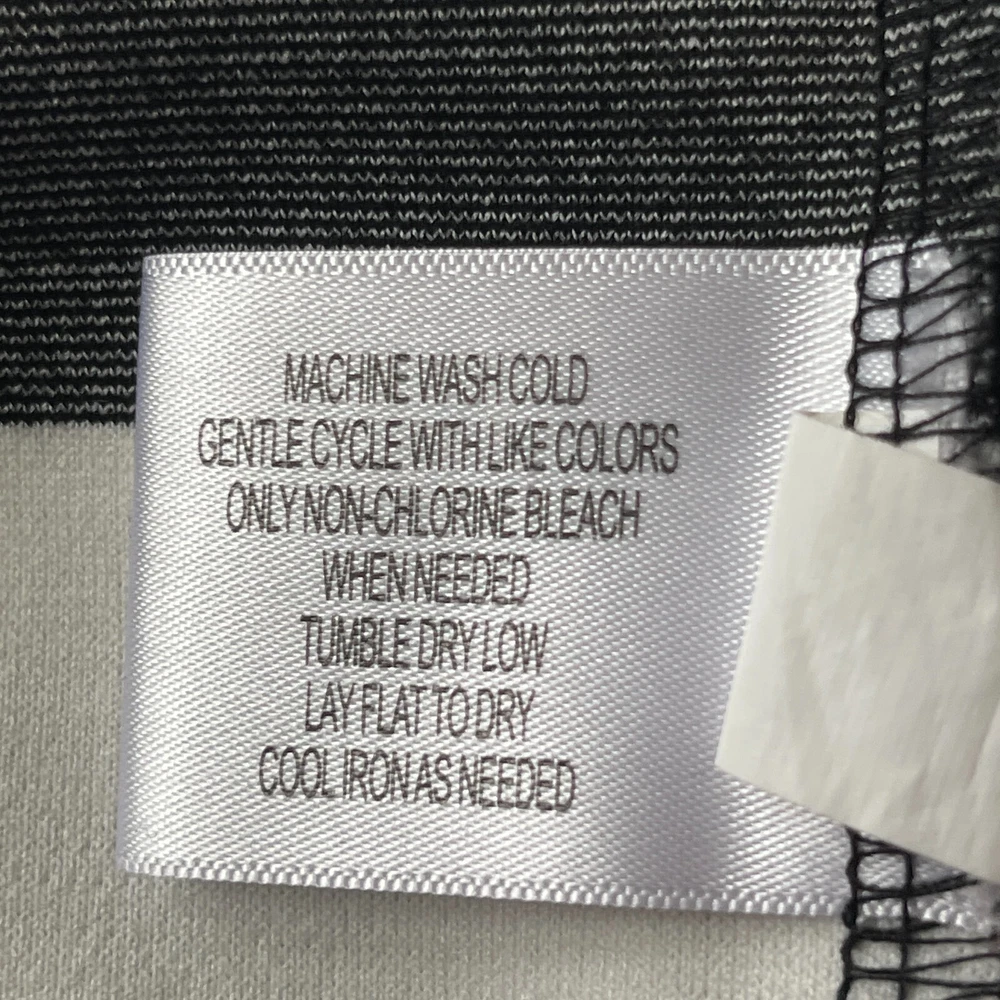 MACHINE WASH COLD
GENTLE CYCLE WITH LIKE COLORS
ONLY NON-CHLORINE BLEACH
WHEN NEEDED
TUMBLE DRY LOW
LAY FLAT TO DRY
COOL IRON AS NEEDED